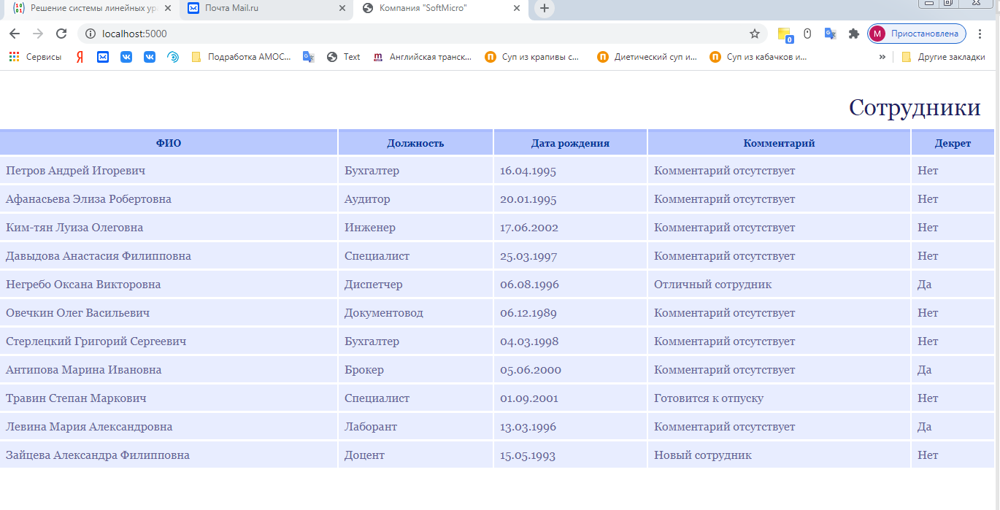 Решение системы линейных ур
Почта Mail.ru
Компания "SoftMicro"
localhost:5000
0
M Приостановлена
Сервисы
Я
Подработка АМОС...
Text
m Английская транск...
Суп из крапивы с...
Диетический суп и...
Суп из кабачков и...
»
Другие закладки
Сотрудники
ФИО Должность Дата рождения Комментарий Декрет
Петров Андрей Игоревич Бухгалтер 16.04.1995 Комментарий отсутствует Нет
Афанасьева Элиза Робертовна Аудитор 20.01.1995 Комментарий отсутствует Нет
Ким-тян Луиза Олеговна Инженер 17.06.2002 Комментарий отсутствует Нет
Давыдова Анастасия Филипповна Специалист 25.03.1997 Комментарий отсутствует Нет
Негребо Оксана Викторовна Диспетчер 06.08.1996 Отличный сотрудник Да
Овечкин Олег Васильевич Документовод 06.12.1989 Комментарий отсутствует Нет
Стерлецкий Григорий Сергеевич Бухгалтер 04.03.1998 Комментарий отсутствует Нет
Антипова Марина Ивановна Брокер 05.06.2000 Комментарий отсутствует Да
Травин Степан Маркович Специалист 01.09.2001 Готовится к отпуску Нет
Левина Мария Александровна Лаборант 13.03.1996 Комментарий отсутствует Да
Зайцева Александра Филипповна Доцент 15.05.1993 Новый сотрудник Нет